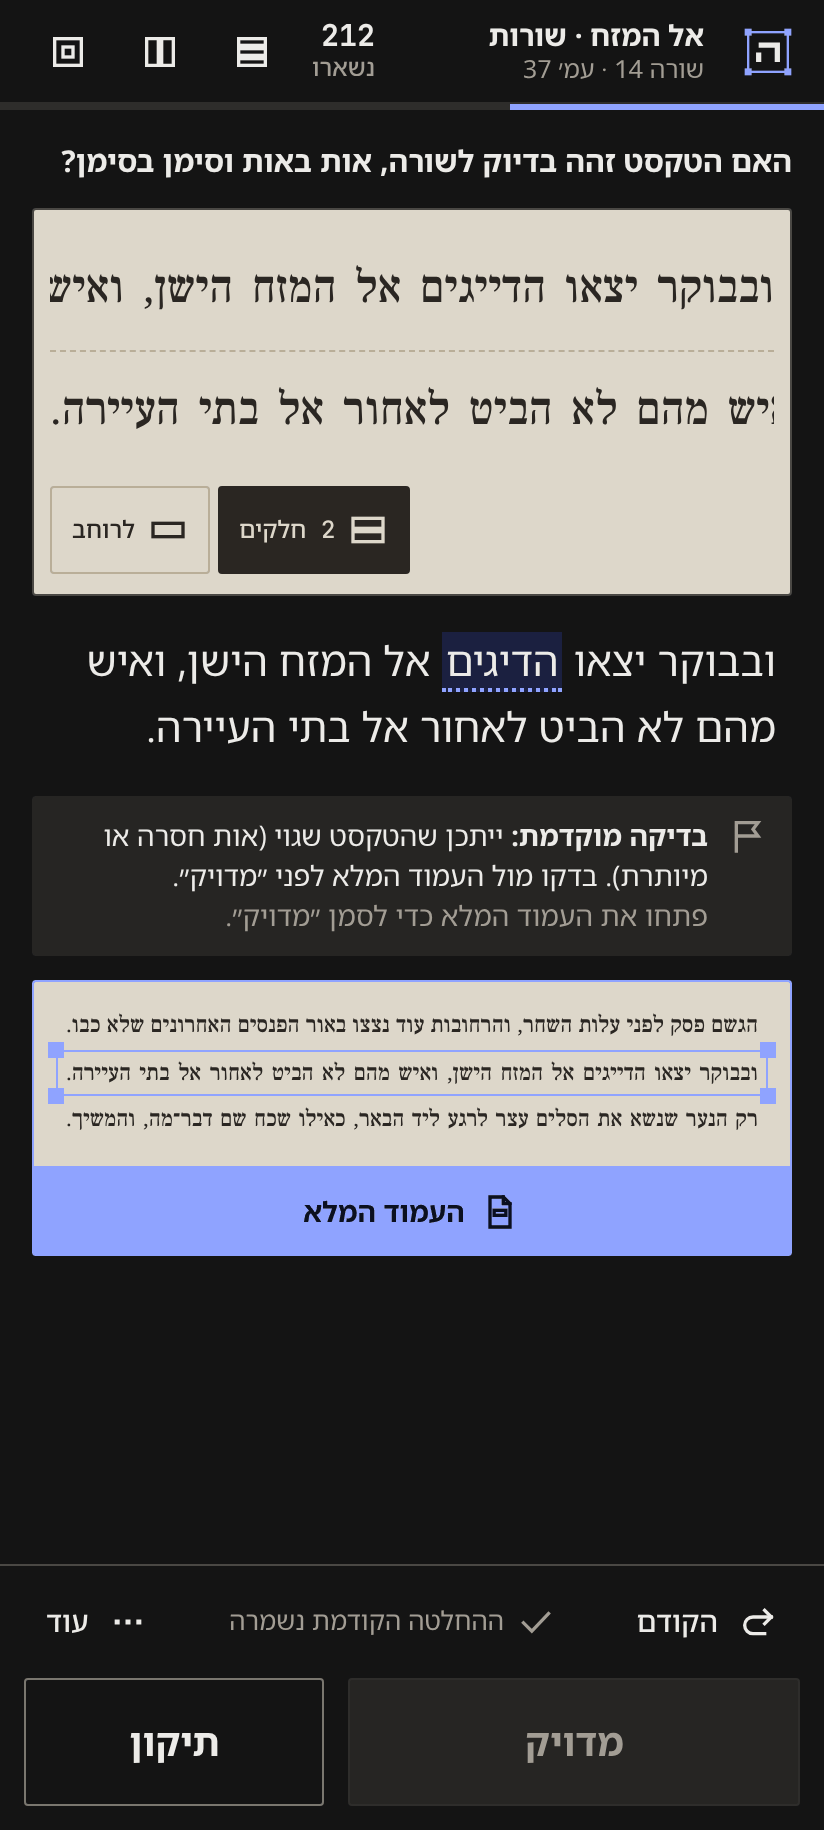 ה
אל המזח · שורות
שורה 14 · עמ׳ 37
212
נשארו
האם הטקסט זהה בדיוק לשורה, אות באות וסימן בסימן?
ובבוקר יצאו הדייגים אל המזח הישן, ואיש
איש מהם לא הביט לאחור אל בתי העיירה.
2 חלקים
לרוחב
ובבוקר יצאו הדיגים אל המזח הישן, ואיש
מהם לא הביט לאחור אל בתי העיירה.
בדיקה מוקדמת: ייתכן שהטקסט שגוי (אות חסרה או
מיותרת). בדקו מול העמוד המלא לפני ״מדויק״.
פתחו את העמוד המלא כדי לסמן ״מדויק״.
הגשם פסק לפני עלות השחר, והרחובות עוד נצצו באור הפנסים האחרונים שלא כבו.
ובבוקר יצאו הדייגים אל המזח הישן, ואיש מהם לא הביט לאחור אל בתי העיירה.
רק הנער שנשא את הסלים עצר לרגע ליד הבאר, כאילו שכח שם דבר־מה, והמשיך.
העמוד המלא
הקודם
ההחלטה הקודמת נשמרה
עוד
מדויק
תיקון